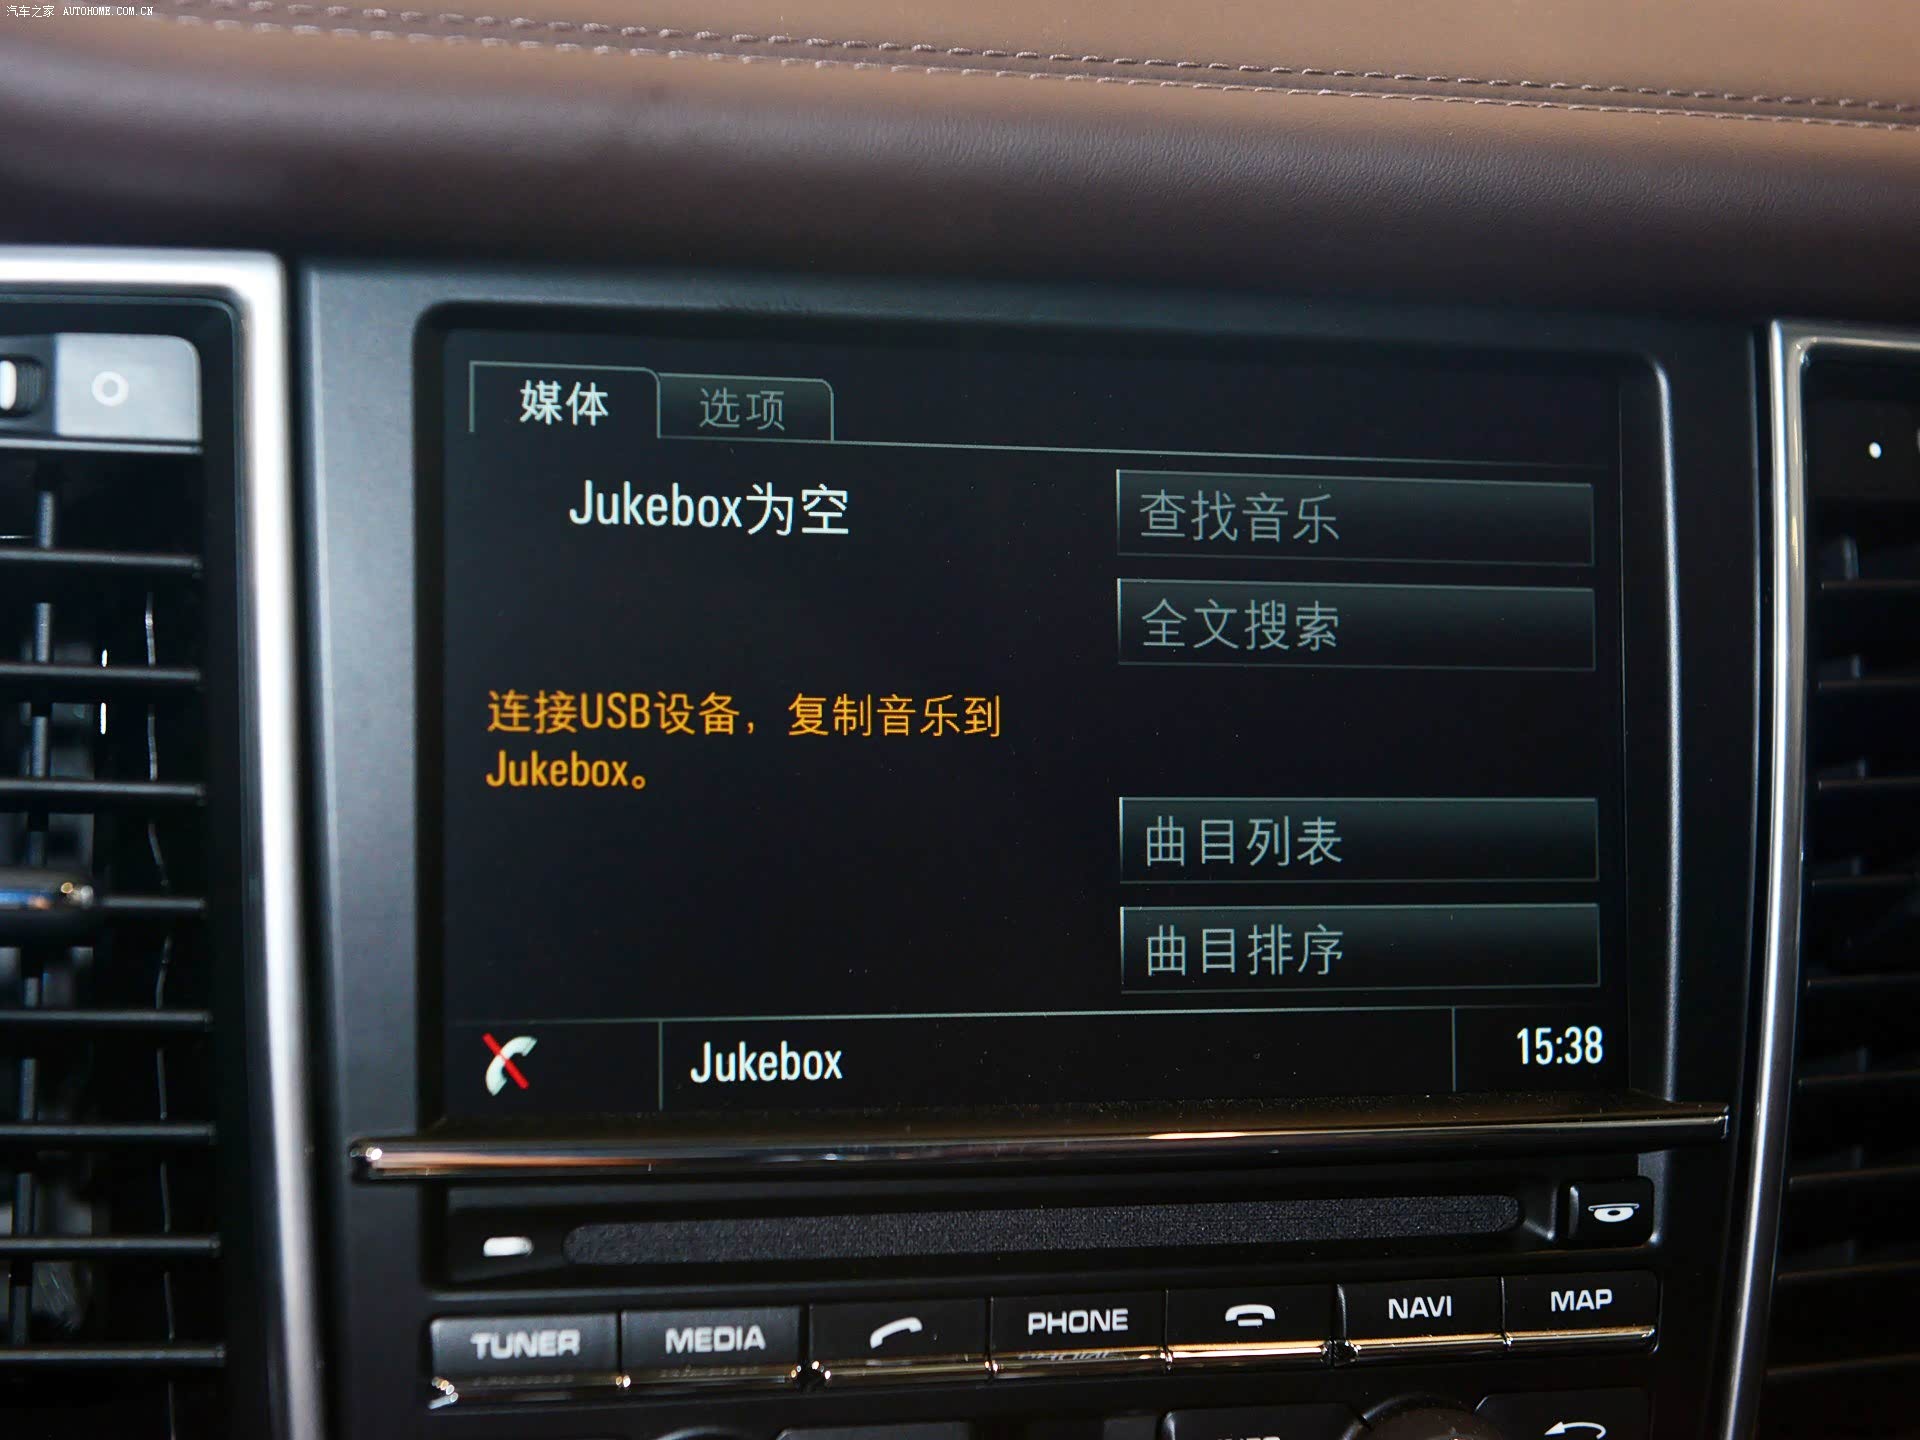 汽车之家 AUTOHOME.COM.CN
媒体 选项
Jukebox为空
查找音乐
全文搜索
连接USB设备，复制音乐到
Jukebox。
曲目列表
曲目排序
Jukebox
15:38
TUNER MEDIA PHONE NAVI MAP